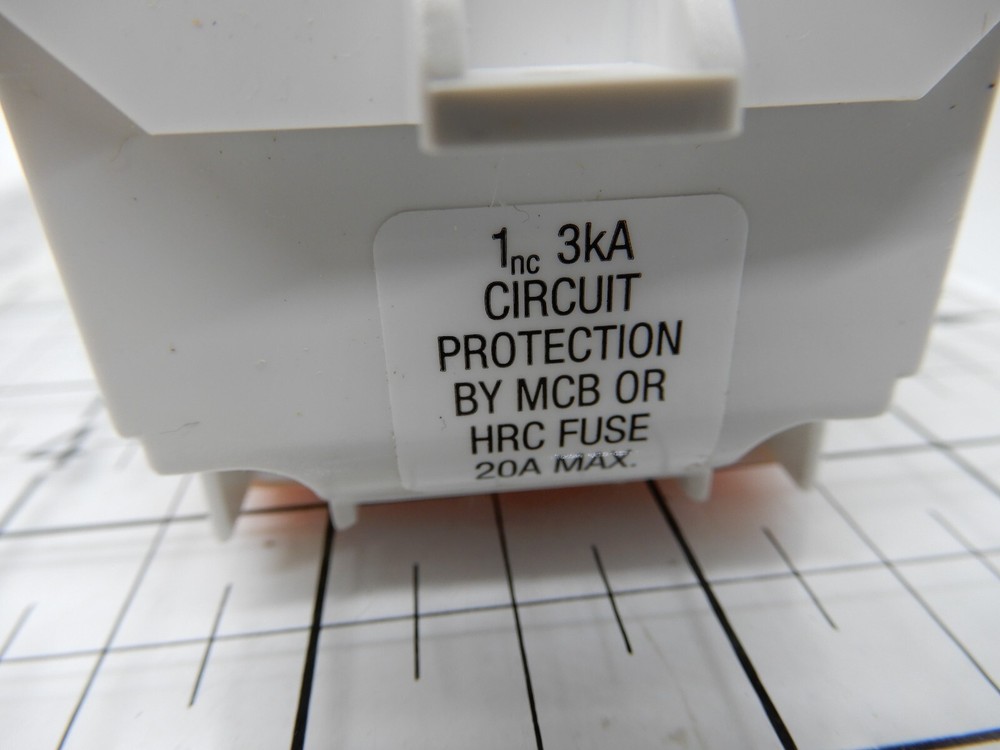 1nc 3kA
CIRCUIT
PROTECTION
BY MCB OR
HRC FUSE
20A MAX.